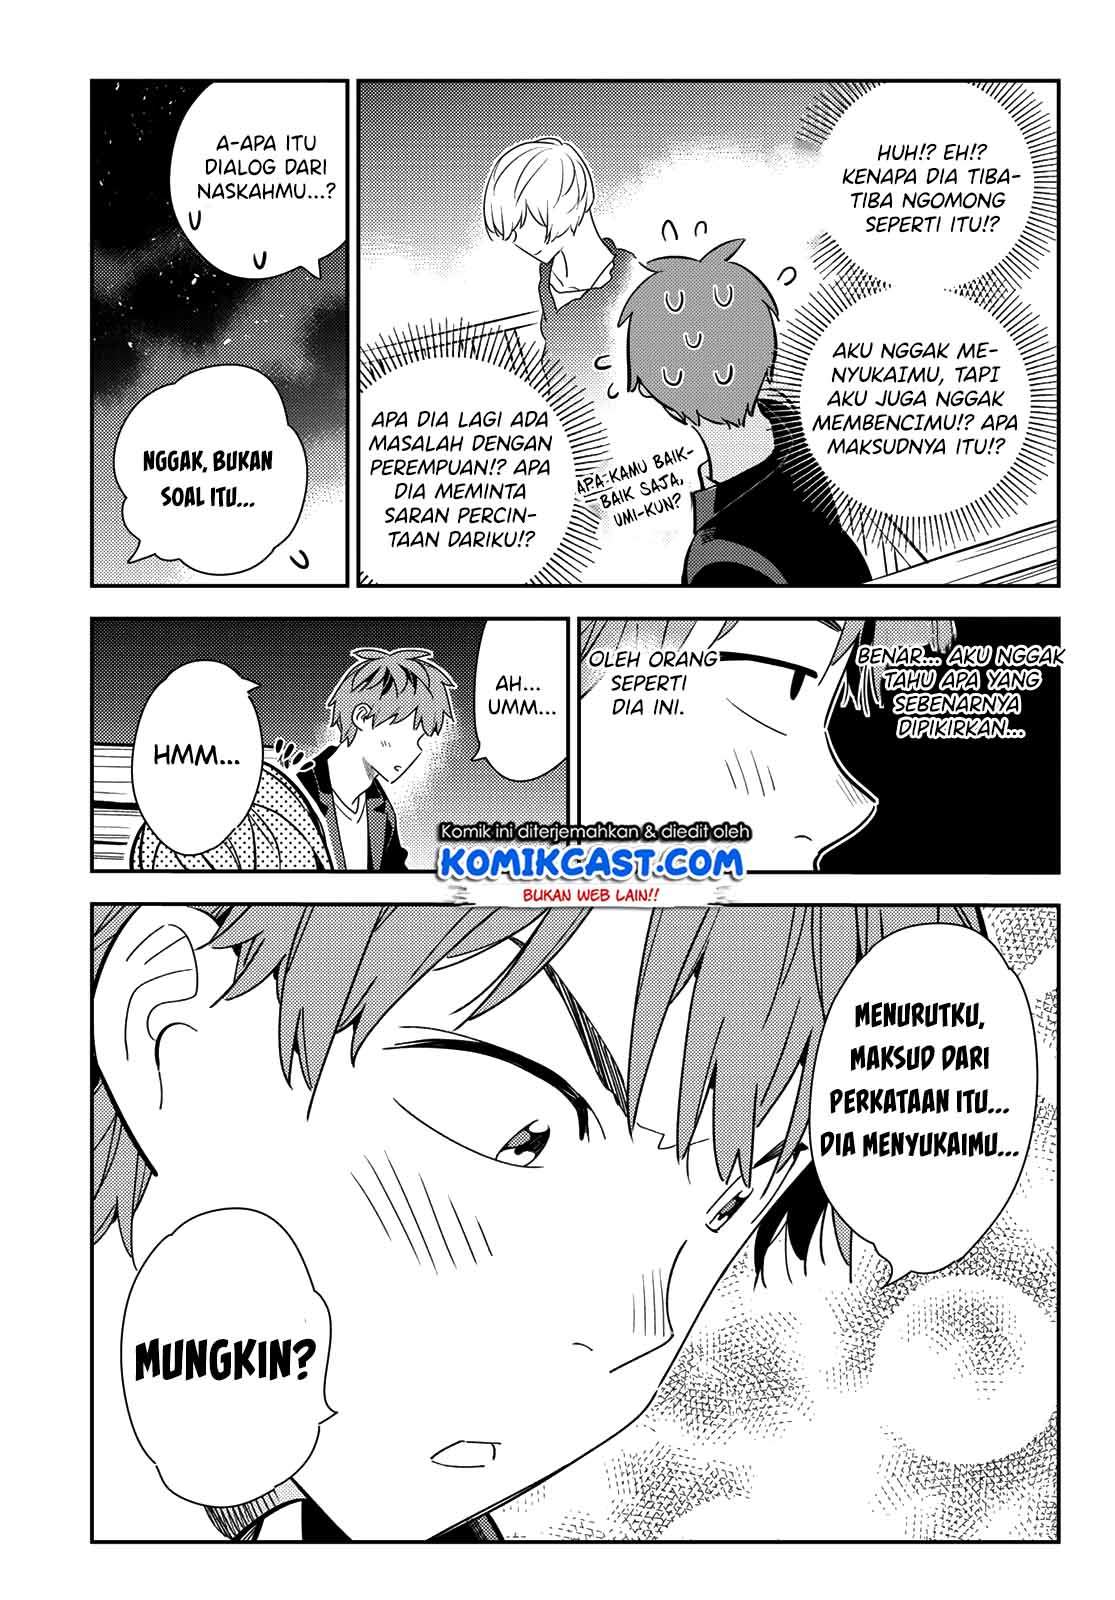 HUH!? EH!?
KENAPA DIA TIBA-
TIBA NGOMONG
SEPERTI ITU!?
AKU NGGAK ME-
NYUKAIMU, TAPI
AKU JUGA NGGAK
MEMBENCIMU!? APA
MAKSUDNYA ITU!?
APA DIA LAGI ADA
MASALAH DENGAN
PEREMPUAN!? APA
DIA MEMINTA
SARAN PERCIN-
TAAN DARIKU!?
APA KAMU BAIK-
BAIK SAJA,
UMI-KUN?
A-APA ITU
DIALOG DARI
NASKAHMU...?
NGGAK, BUKAN
SOAL ITU...
BENAR... AKU NGGAK
TAHU APA YANG
SEBENARNYA
DIPIKIRKAN...
OLEH ORANG
SEPERTI
DIA INI.
AH...
UMM...
HMM...
Komik ini diterjemahkan & diedit oleh
KOMIKCAST.COM
BUKAN WEB LAIN!!
MENURUTKU,
MAKSUD DARI
PERKATAAN ITU...
DIA MENYUKAIMU...
MUNGKIN?